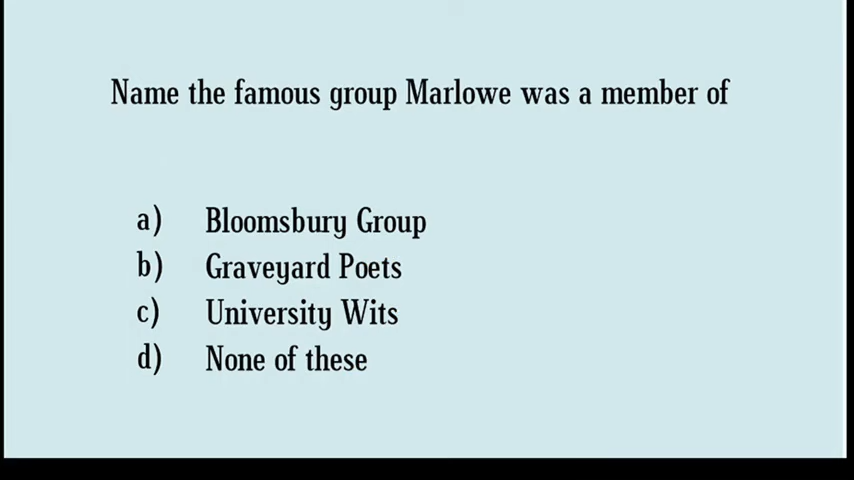 Name the famous group Marlowe was a member of
a) Bloomsbury Group
b) Graveyard Poets
c) University Wits
d) None of these